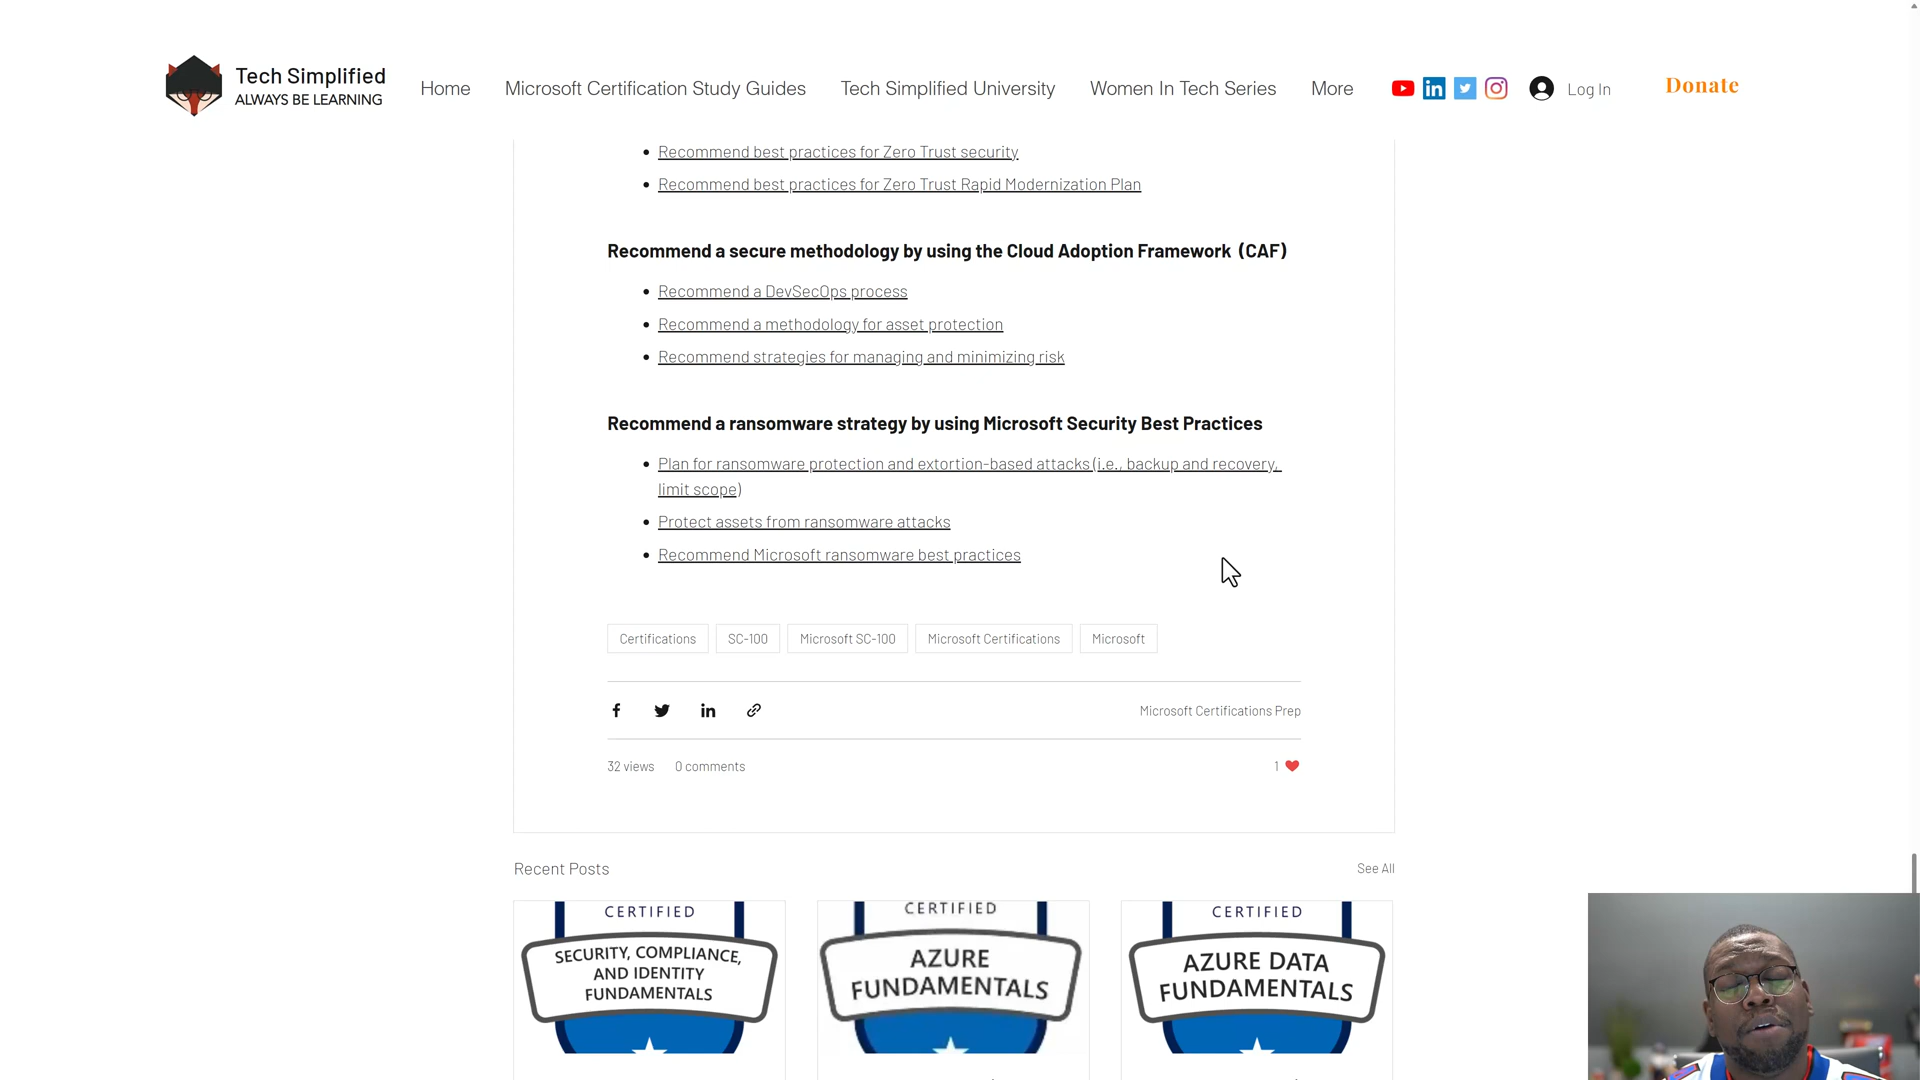 Tech Simplified
ALWAYS BE LEARNING
Home
Microsoft Certification Study Guides
Tech Simplified University
Women In Tech Series
More
Log In
Donate
Recommend best practices for Zero Trust security
Recommend best practices for Zero Trust Rapid Modernization Plan
Recommend a secure methodology by using the Cloud Adoption Framework (CAF)
Recommend a DevSecOps process
Recommend a methodology for asset protection
Recommend strategies for managing and minimizing risk
Recommend a ransomware strategy by using Microsoft Security Best Practices
Plan for ransomware protection and extortion-based attacks (i.e., backup and recovery,
limit scope)
Protect assets from ransomware attacks
Recommend Microsoft ransomware best practices
Certifications
SC-100
Microsoft SC-100
Microsoft Certifications
Microsoft
Microsoft Certifications Prep
32 views
0 comments
1
Recent Posts
See All
CERTIFIED
SECURITY, COMPLIANCE,
AND IDENTITY
FUNDAMENTALS
CERTIFIED
AZURE
FUNDAMENTALS
CERTIFIED
AZURE DATA
FUNDAMENTALS